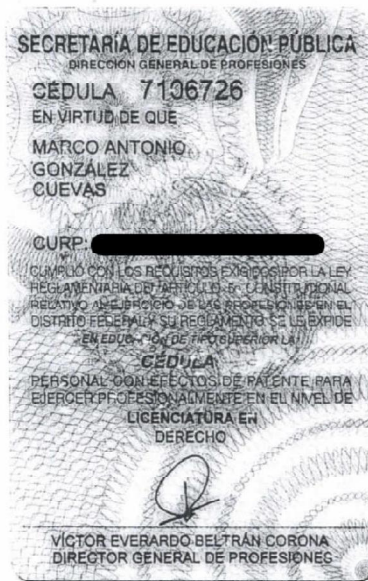 SECRETARÍA DE EDUCACIÓN PÚBLICA
DIRECCIÓN GENERAL DE PROFESIONES
CÉDULA 7106726
EN VIRTUD DE QUE
MARCO ANTONIO
GONZÁLEZ
CUEVAS
CURP:
CUMPLIÓ CON LOS REQUISITOS EXIGIDOS POR LA LEY
REGLAMENTARIA DEL ARTÍCULO 5o. CONSTITUCIONAL
RELATIVO AL EJERCICIO DE LAS PROFESIONES EN EL
DISTRITO FEDERAL Y SU REGLAMENTO SE LE EXPIDE
EN EDUCACIÓN DE TIPO SUPERIOR LA
CÉDULA
PERSONAL CON EFECTOS DE PATENTE PARA
EJERCER PROFESIONALMENTE EN EL NIVEL DE
LICENCIATURA EN
DERECHO
VÍCTOR EVERARDO BELTRÁN CORONA
DIRECTOR GENERAL DE PROFESIONES